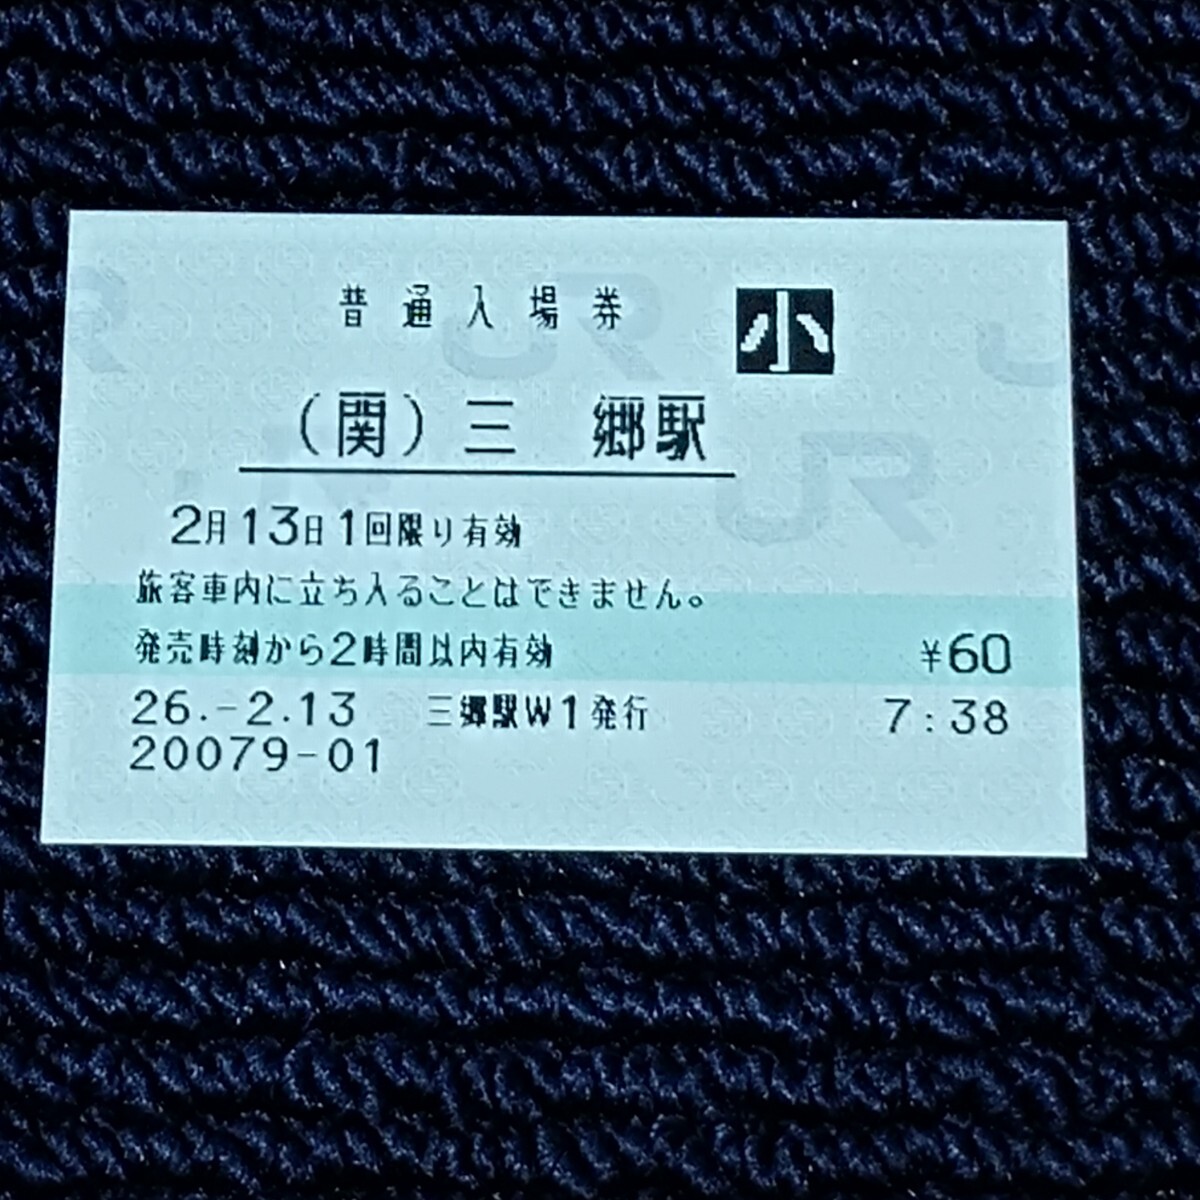 普通入場券 小
（関）三 郷駅
2月13日1回限り有効
旅客車内に立ち入ることはできません。
発売時刻から2時間以内有効 ¥60
26.-2.13 三郷駅W1発行 7:38
20079-01
JR
JR